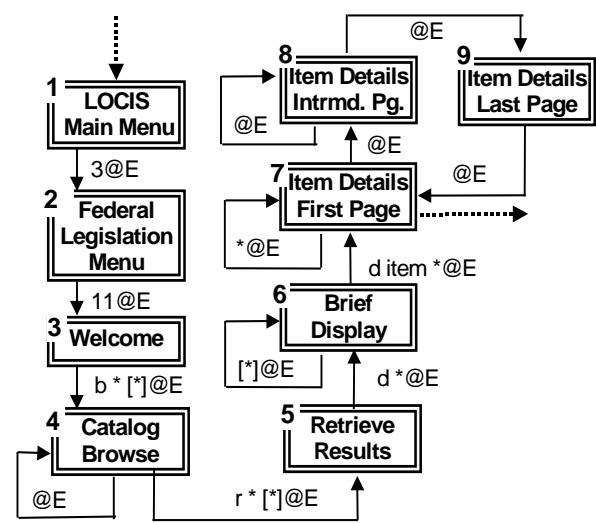 1
LOCIS
Main Menu
3@E
2
Federal
Legislation
Menu
11@E
3
Welcome
b * [*]@E
4
Catalog
Browse
@E
r * [*]@E
5
Retrieve
Results
d *@E
6
Brief
Display
[*]@E
d item *@E
7
Item Details
First Page
*@E
@E
8
Item Details
Intrmd. Pg.
@E
@E
9
Item Details
Last Page
@E